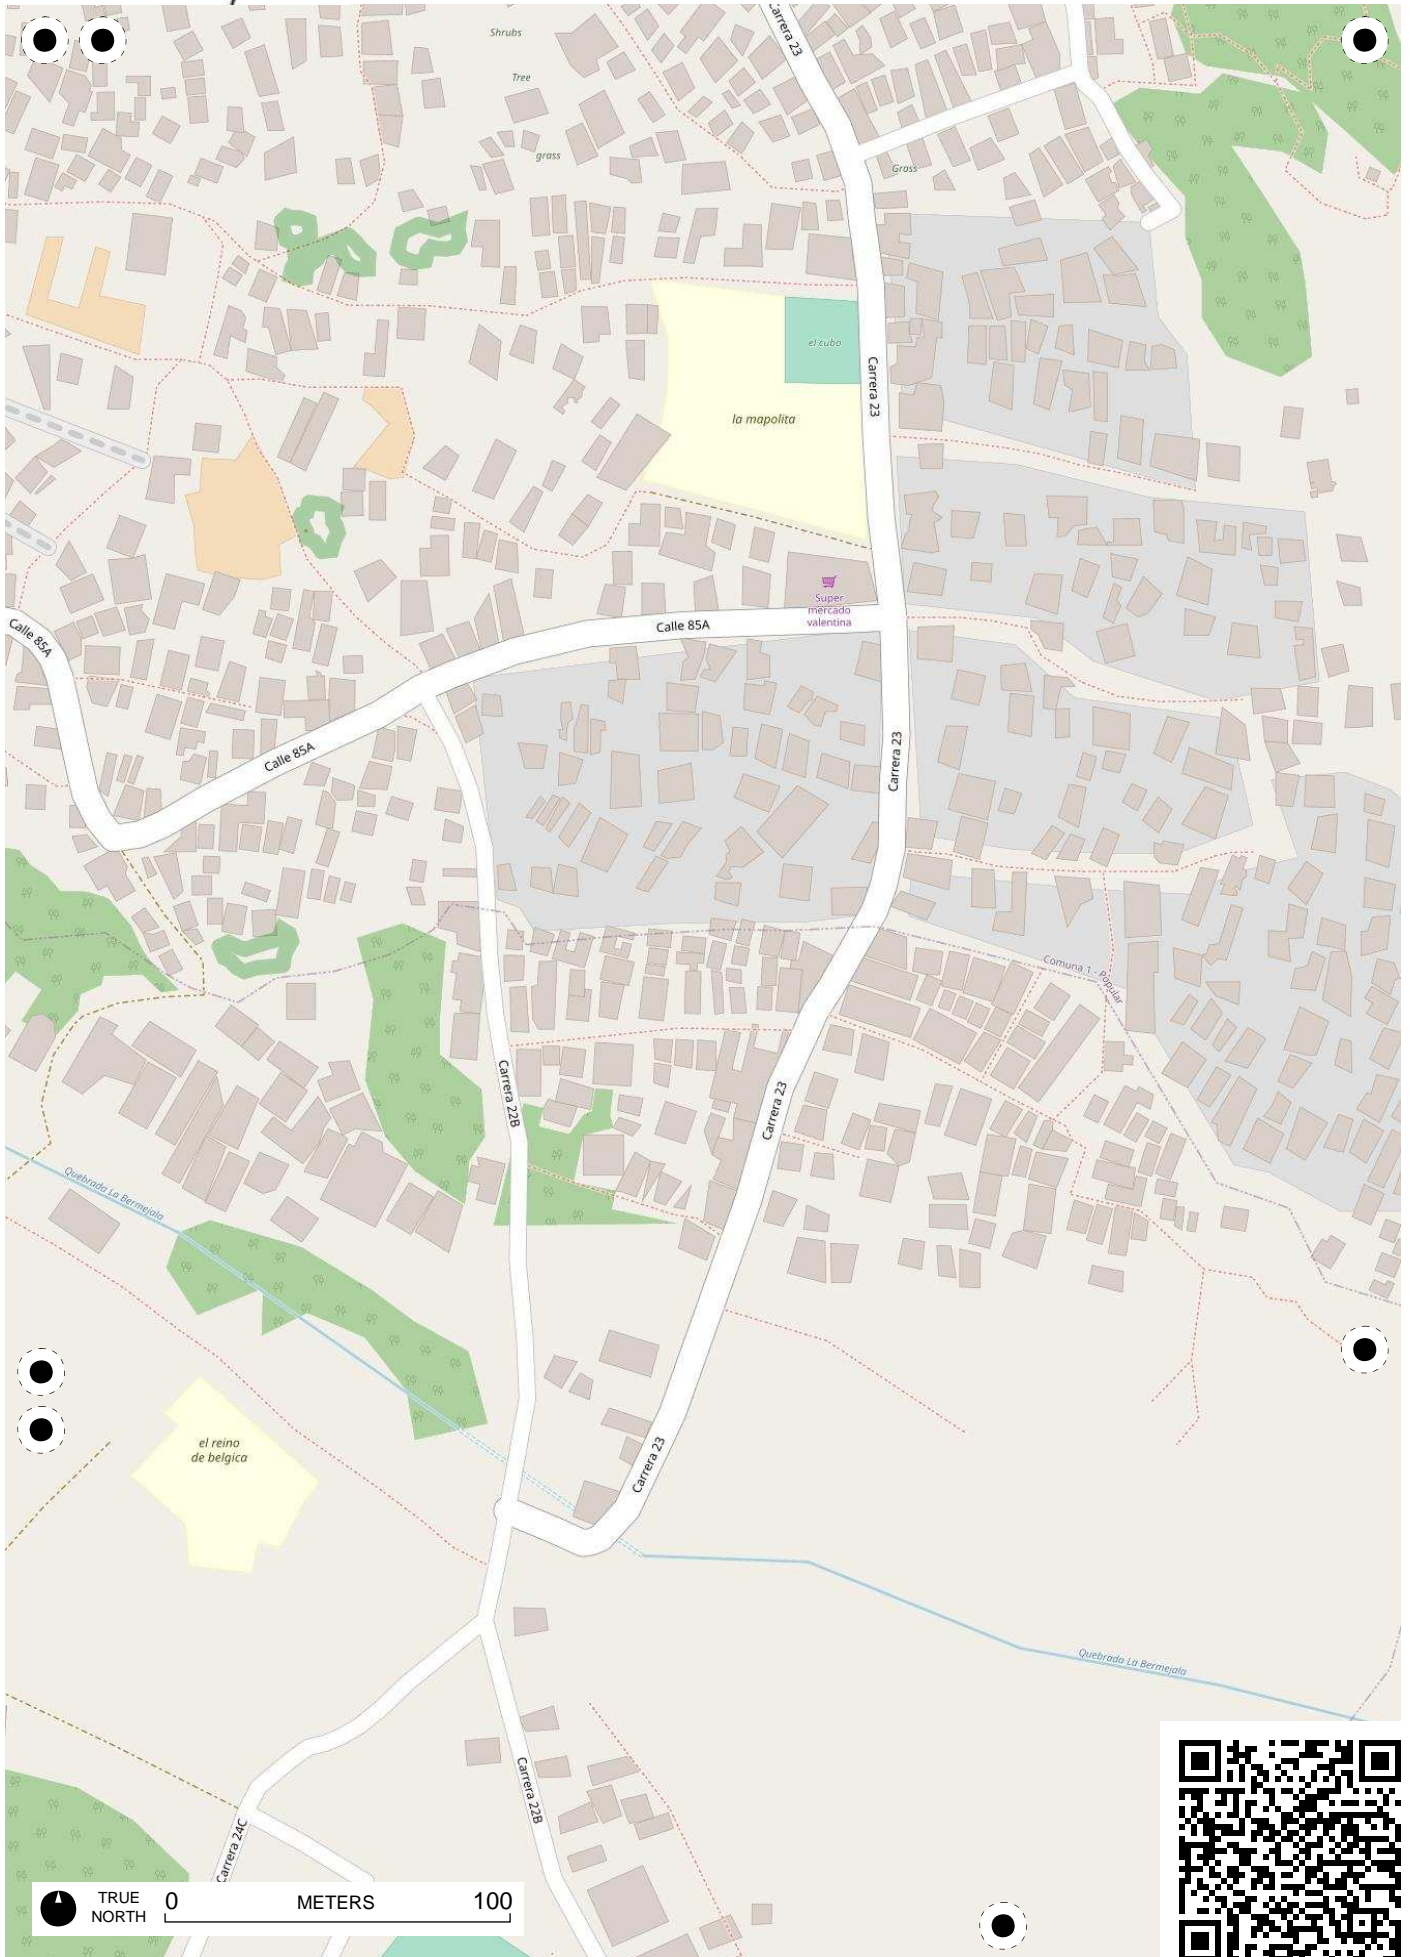 Carrera 23
Shrubs
Tree
grass
Grass
el cubo
Carrera 23
la mapolita
Super
mercado
valentina
Calle 85A
Calle 85A
Calle 85A
Carrera 23
Comuna 1 - Popular
Carrera 22B
Carrera 23
Quebrada La Bermejala
el reino
de belgica
Carrera 23
Quebrada La Bermejala
Carrera 22B
Carrera 24C
TRUE
NORTH
0 METERS 100